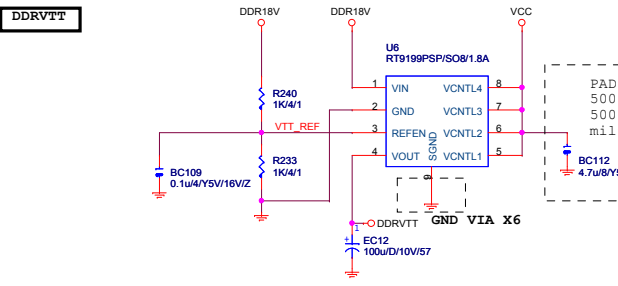 DDRVTT
DDR18V
DDR18V
VCC
U6
RT9199PSP/SO8/1.8A
R240
1K/4/1
1 VIN VCNTL4 8
2 GND VCNTL3 7
VTT_REF 3 REFEN VCNTL2 6
4 VOUT VCNTL1 5
SGND
9
PAD
500
500
mil
R233
1K/4/1
BC109
0.1u/4/Y5V/16V/Z
BC112
4.7u/8/Y5
GND VIA X6
1 DDRVTT
+ EC12
100u/D/10V/57